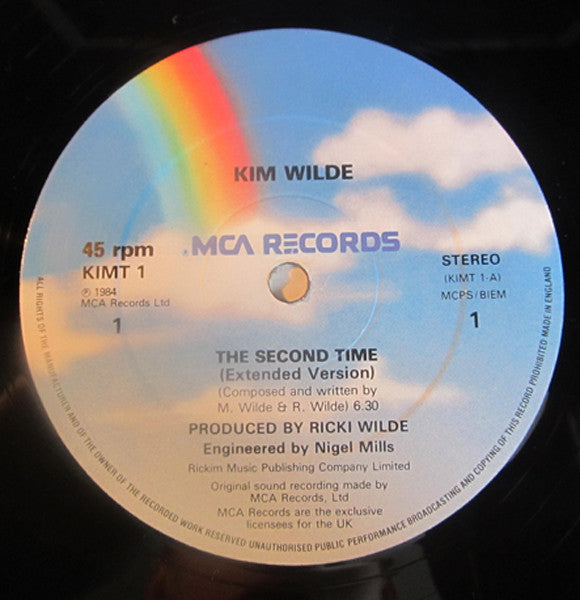 KIM WILDE
MCA RECORDS
45 rpm
KIMT 1
℗ 1984
MCA Records Ltd
1
STEREO
(KIMT 1-A)
MCPS/BIEM
1
THE SECOND TIME
(Extended Version)
(Composed and written by
M. Wilde & R. Wilde) 6.30
PRODUCED BY RICKI WILDE
Engineered by Nigel Mills
Rickim Music Publishing Company Limited
Original sound recording made by
MCA Records, Ltd
MCA Records are the exclusive
licensees for the UK
ALL RIGHTS OF THE MANUFACTURER AND OF THE OWNER OF THE RECORDED WORK RESERVED UNAUTHORISED PUBLIC PERFORMANCE BROADCASTING AND COPYING OF THIS RECORD PROHIBITED MADE IN ENGLAND